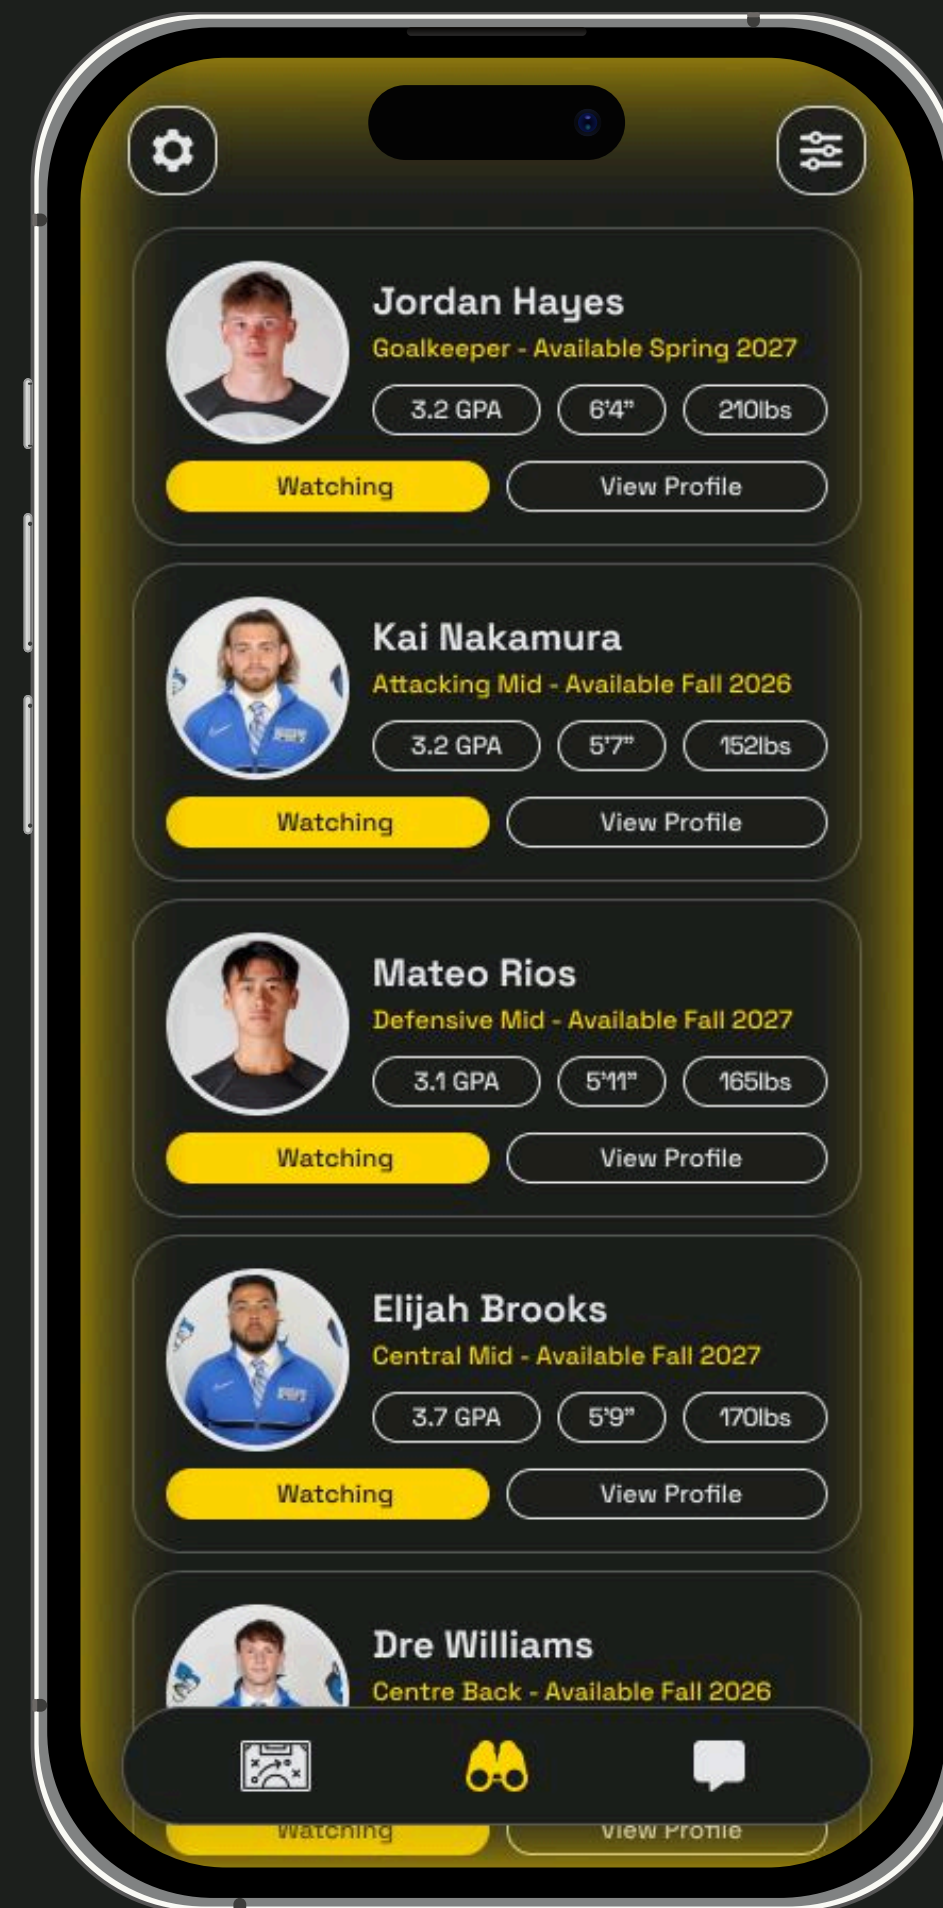 Jordan Hayes
Goalkeeper - Available Spring 2027
3.2 GPA 6'4" 210lbs
Watching View Profile
Kai Nakamura
Attacking Mid - Available Fall 2026
3.2 GPA 5'7" 152lbs
Watching View Profile
Mateo Rios
Defensive Mid - Available Fall 2027
3.1 GPA 5'11" 165lbs
Watching View Profile
Elijah Brooks
Central Mid - Available Fall 2027
3.7 GPA 5'9" 170lbs
Watching View Profile
Dre Williams
Centre Back - Available Fall 2026
Watching View Profile